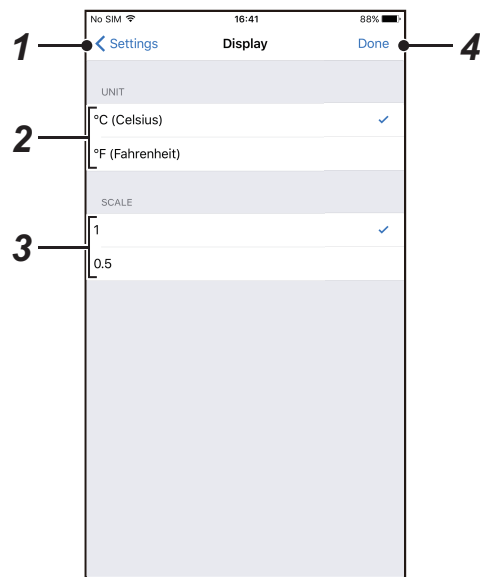 No SIM 16:41 88%
1 Settings Display Done 4
UNIT
°C (Celsius)
2
°F (Fahrenheit)
SCALE
1
3
0.5